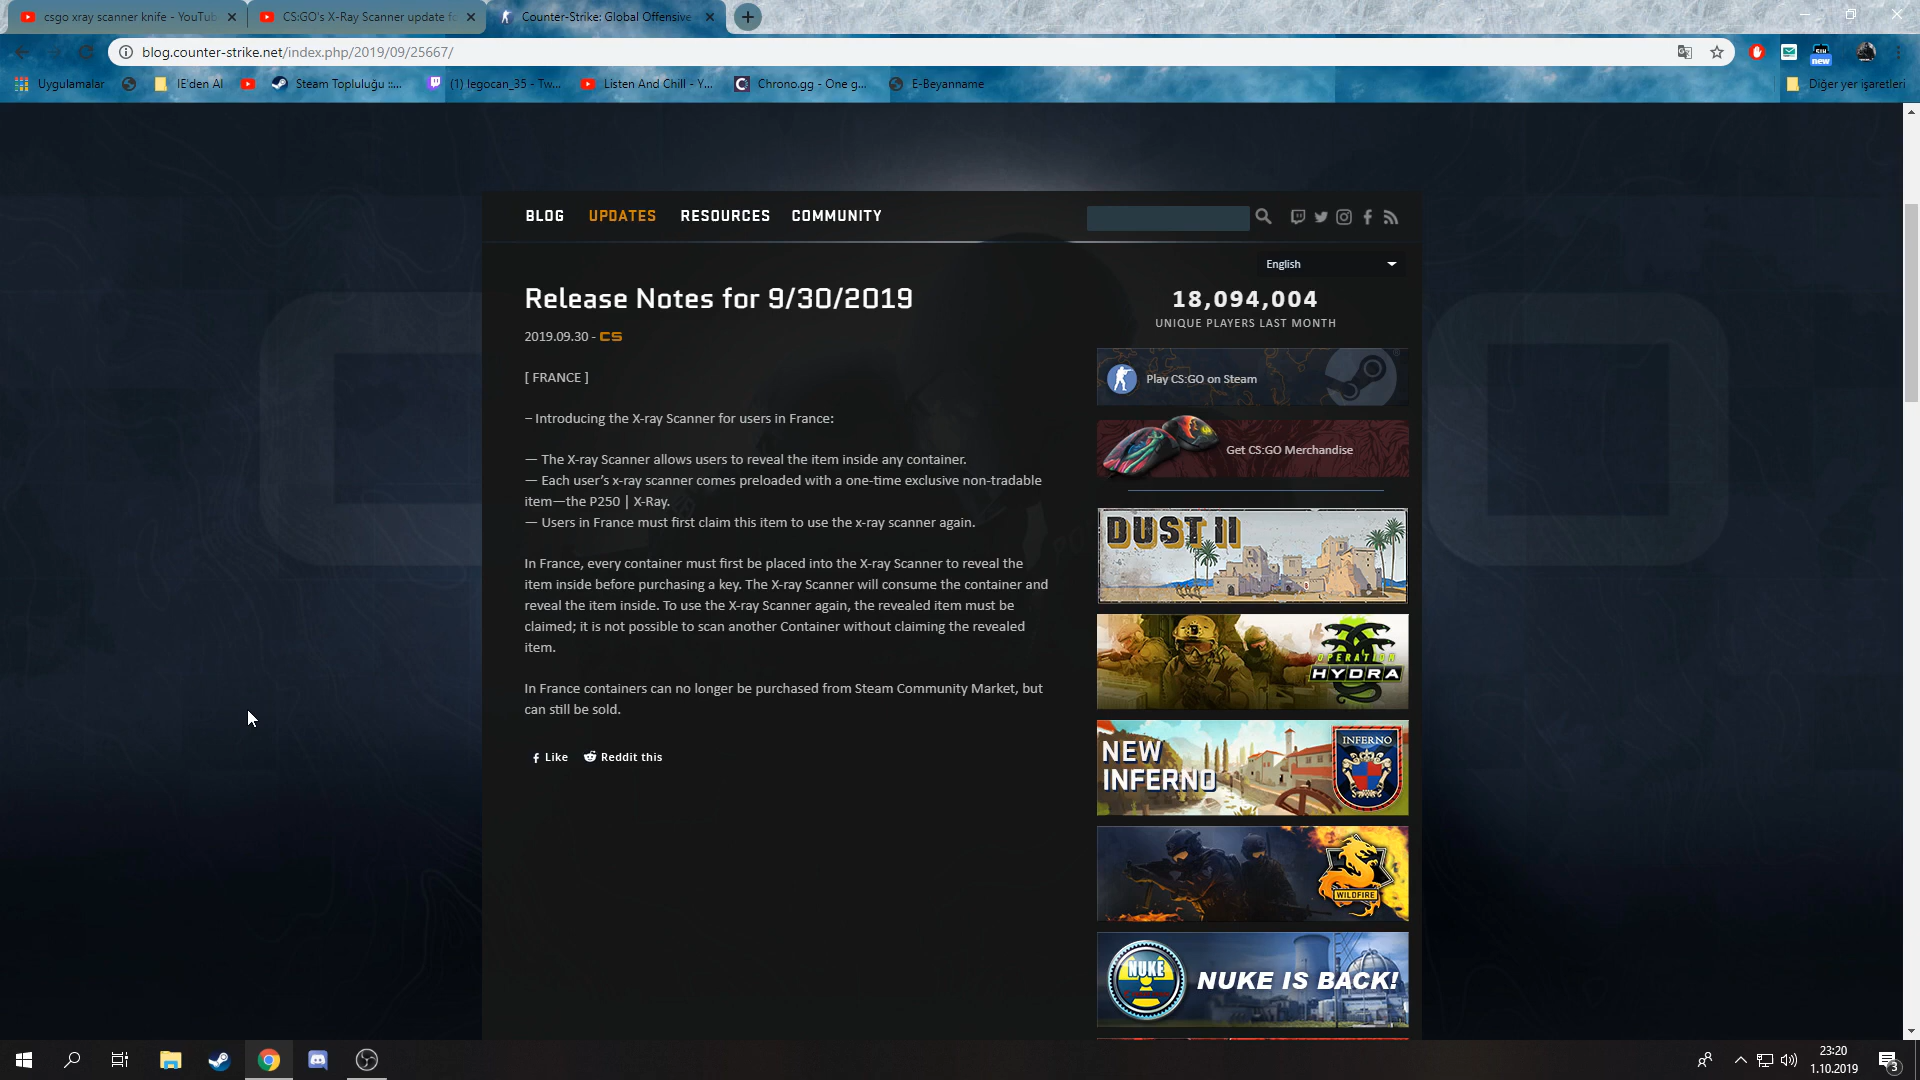 csgo xray scanner knife - YouTub
CS:GO's X-Ray Scanner update fo
Counter-Strike: Global Offensive
blog.counter-strike.net/index.php/2019/09/25667/
new
Uygulamalar
IE'den Al
Steam Topluluğu ::...
(1) legocan_35 - Tw...
Listen And Chill - Y...
Chrono.gg - One g...
E-Beyanname
Diğer yer işaretleri
BLOG UPDATES RESOURCES COMMUNITY
English
Release Notes for 9/30/2019
2019.09.30 - CS
[ FRANCE ]
– Introducing the X-ray Scanner for users in France:
— The X-ray Scanner allows users to reveal the item inside any container.
— Each user’s x-ray scanner comes preloaded with a one-time exclusive non-tradable
item—the P250 | X-Ray.
— Users in France must first claim this item to use the x-ray scanner again.
In France, every container must first be placed into the X-ray Scanner to reveal the
item inside before purchasing a key. The X-ray Scanner will consume the container and
reveal the item inside. To use the X-ray Scanner again, the revealed item must be
claimed; it is not possible to scan another Container without claiming the revealed
item.
In France containers can no longer be purchased from Steam Community Market, but
can still be sold.
Like
Reddit this
18,094,004
UNIQUE PLAYERS LAST MONTH
Play CS:GO on Steam
Get CS:GO Merchandise
DUST II
OPERATION
HYDRA
NEW
INFERNO
INFERNO
WILDFIRE
NUKE
NUKE IS BACK!
23:20
1.10.2019
3